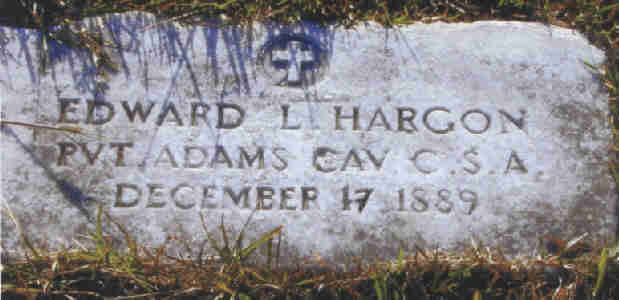 EDWARD L HARGON
PVT. ADAMS CAV C.S.A.
DECEMBER 17 1889